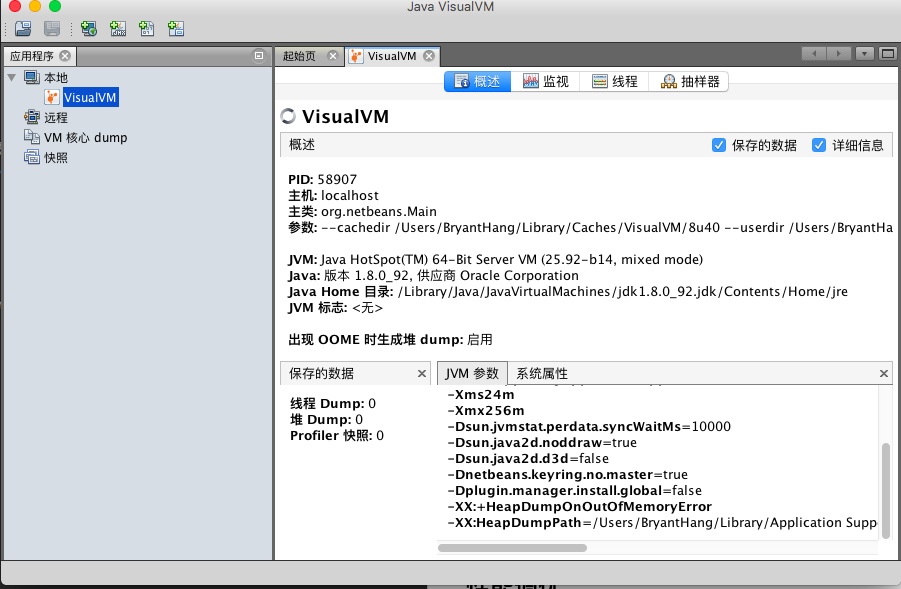 Java VisualVM
应用程序
起始页
VisualVM
本地
VisualVM
远程
VM 核心 dump
快照
概述
监视
线程
抽样器
VisualVM
概述
保存的数据
详细信息
PID: 58907
主机: localhost
主类: org.netbeans.Main
参数: --cachedir /Users/BryantHang/Library/Caches/VisualVM/8u40 --userdir /Users/BryantHa
JVM: Java HotSpot(TM) 64-Bit Server VM (25.92-b14, mixed mode)
Java: 版本 1.8.0_92, 供应商 Oracle Corporation
Java Home 目录: /Library/Java/JavaVirtualMachines/jdk1.8.0_92.jdk/Contents/Home/jre
JVM 标志: <无>
出现 OOME 时生成堆 dump: 启用
保存的数据
线程 Dump: 0
堆 Dump: 0
Profiler 快照: 0
JVM 参数
系统属性
-Xms24m
-Xmx256m
-Dsun.jvmstat.perdata.syncWaitMs=10000
-Dsun.java2d.noddraw=true
-Dsun.java2d.d3d=false
-Dnetbeans.keyring.no.master=true
-Dplugin.manager.install.global=false
-XX:+HeapDumpOnOutOfMemoryError
-XX:HeapDumpPath=/Users/BryantHang/Library/Application Supp